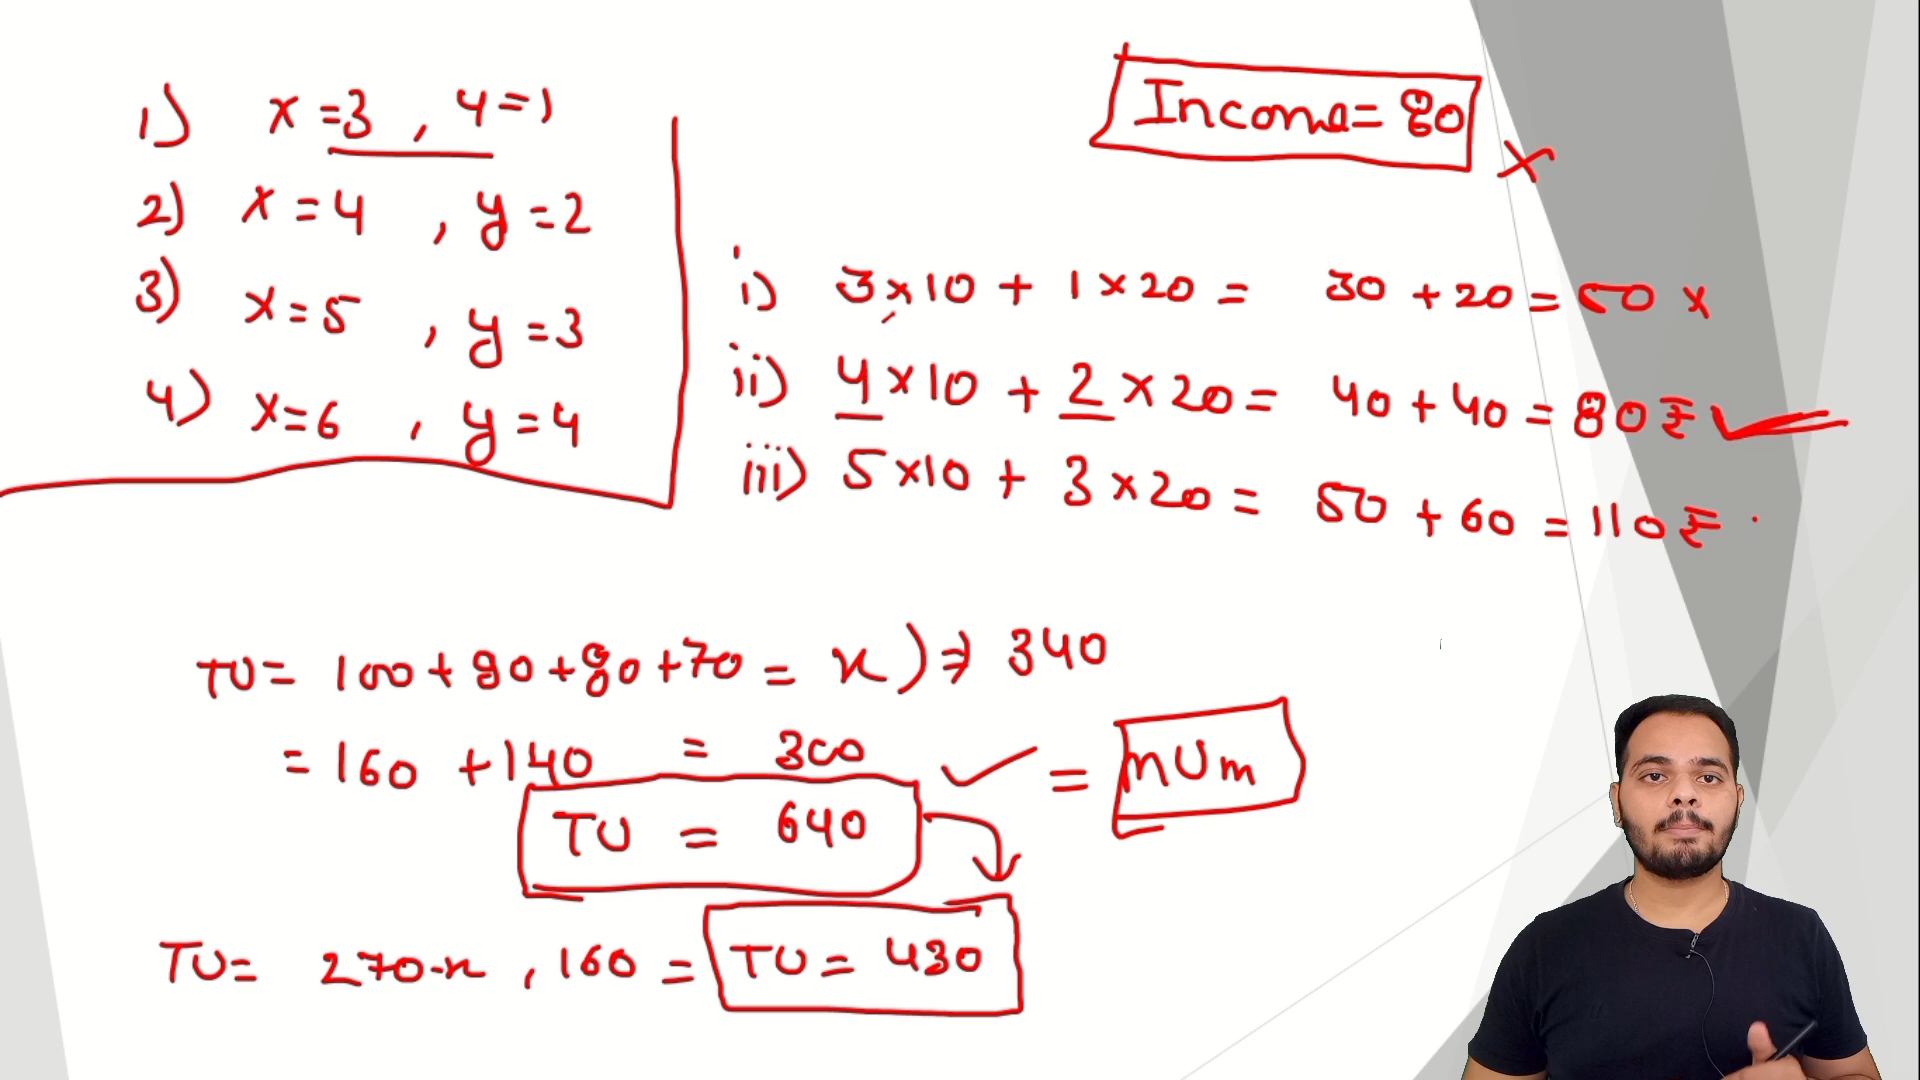 1) x = 3 , y = 1
2) x = 4 , y = 2
3) x = 5 , y = 3
4) x = 6 , y = 4
Income = 80 x
i) 3 x 10 + 1 x 20 = 30 + 20 = 50 x
ii) 4 x 10 + 2 x 20 = 40 + 40 = 80 ₹ ✓
iii) 5 x 10 + 3 x 20 = 50 + 60 = 110 ₹
TU = 100 + 90 + 80 + 70 = x ) ⇒ 340
= 160 + 140 = 300 ✓ = MUm
TU = 640
TU = 270 - x , 160 = TU = 430